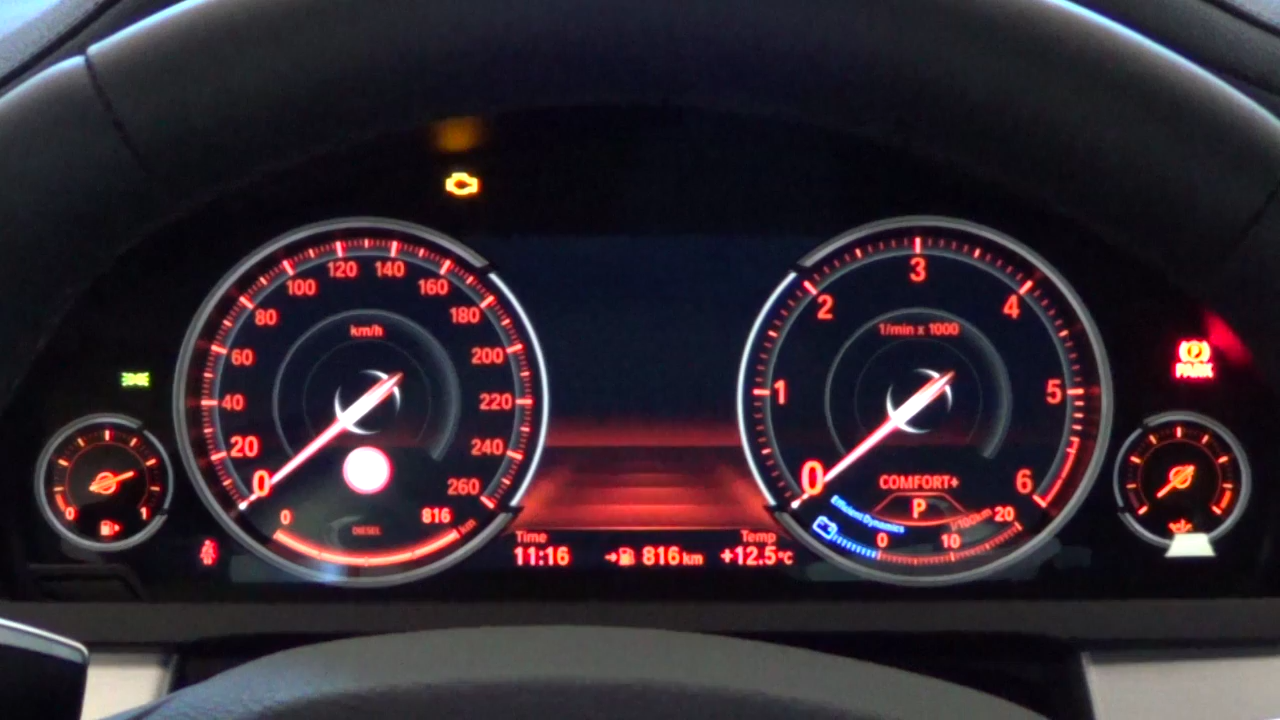 km/h
0
20
40
60
80
100
120
140
160
180
200
220
240
260
0 816 km
DIESEL
0 1
Time
11:16
816 km
Temp
+12.5°C
1/min x 1000
0
1
2
3
4
5
6
COMFORT+
P
EfficientDynamics
l/100km
0 10 20
(P)
PARK